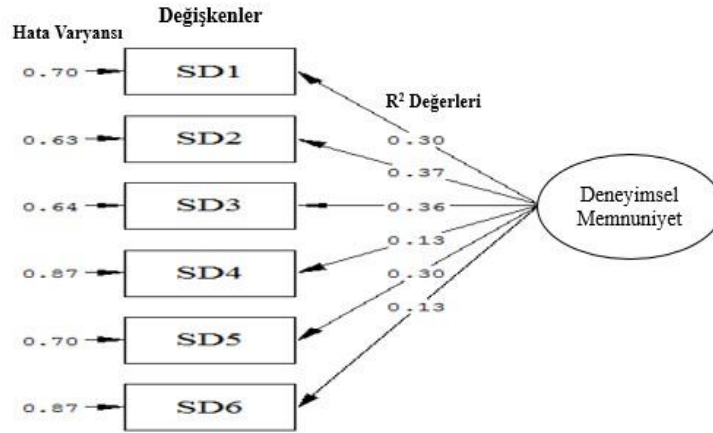 Değişkenler
Hata Varyansı
0.70 SD1
R² Değerleri
0.30
0.63 SD2
0.37
0.64 SD3 0.36
Deneyimsel
Memnuniyet
0.13
0.87 SD4
0.30
0.13
0.70 SD5
0.87 SD6